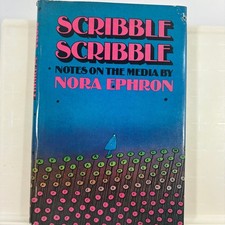 SCRIBBLE
SCRIBBLE
NOTES ON THE MEDIA BY
NORA EPHRON